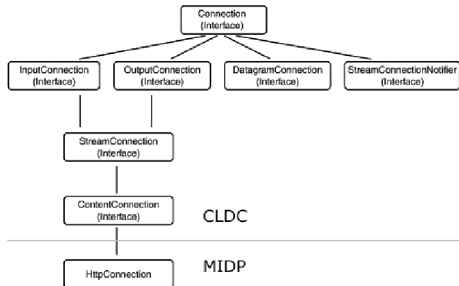 Connection
(Interface)
InputConnection
(Interface)
OutputConnection
(Interface)
DatagramConnection
(Interface)
StreamConnectionNotifier
(Interface)
StreamConnection
(Interface)
ContentConnection
(Interface)
CLDC
MIDP
HttpConnection